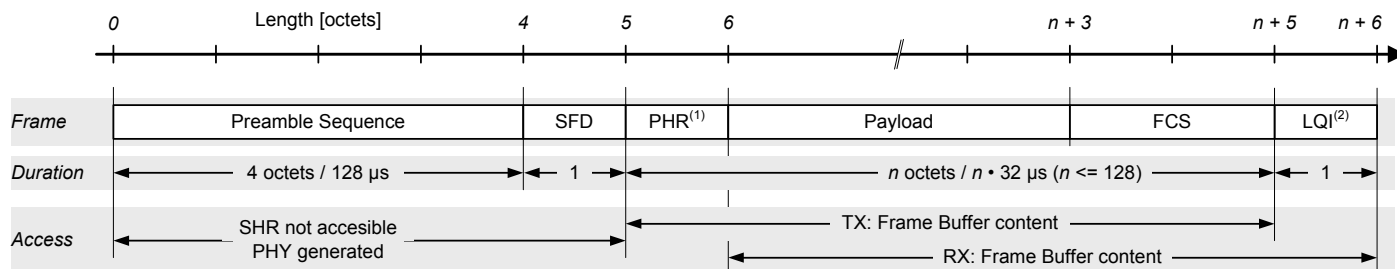 0 Length [octets] 4 5 6 n + 3 n + 5 n + 6
Frame Preamble Sequence SFD PHR(1) Payload FCS LQI(2)
Duration 4 octets / 128 µs 1 n octets / n • 32 µs (n <= 128) 1
TX: Frame Buffer content
Access SHR not accesible
PHY generated
RX: Frame Buffer content